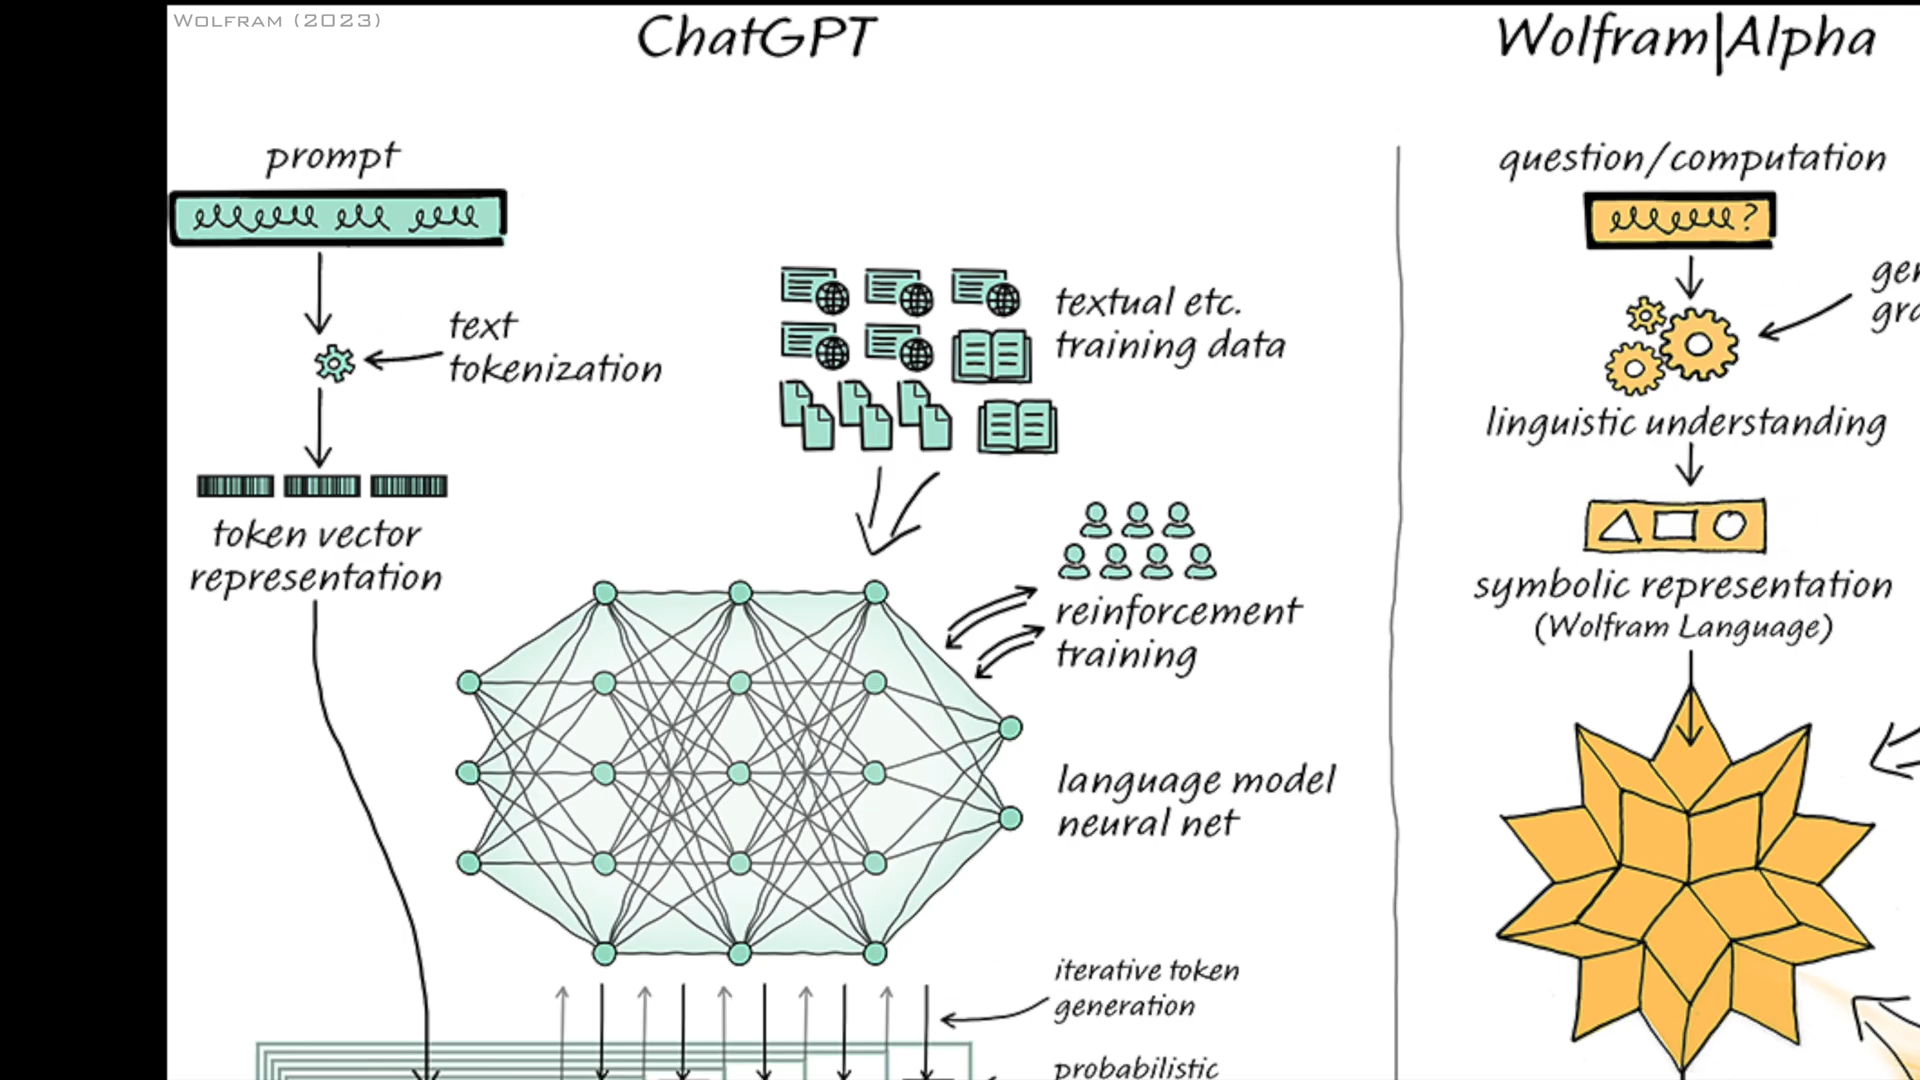 WOLFRAM (2023)
ChatGPT
prompt
text
tokenization
token vector
representation
textual etc.
training data
reinforcement
training
language model
neural net
iterative token
generation
probabilistic
Wolfram|Alpha
question/computation
?
linguistic understanding
symbolic representation
(Wolfram Language)